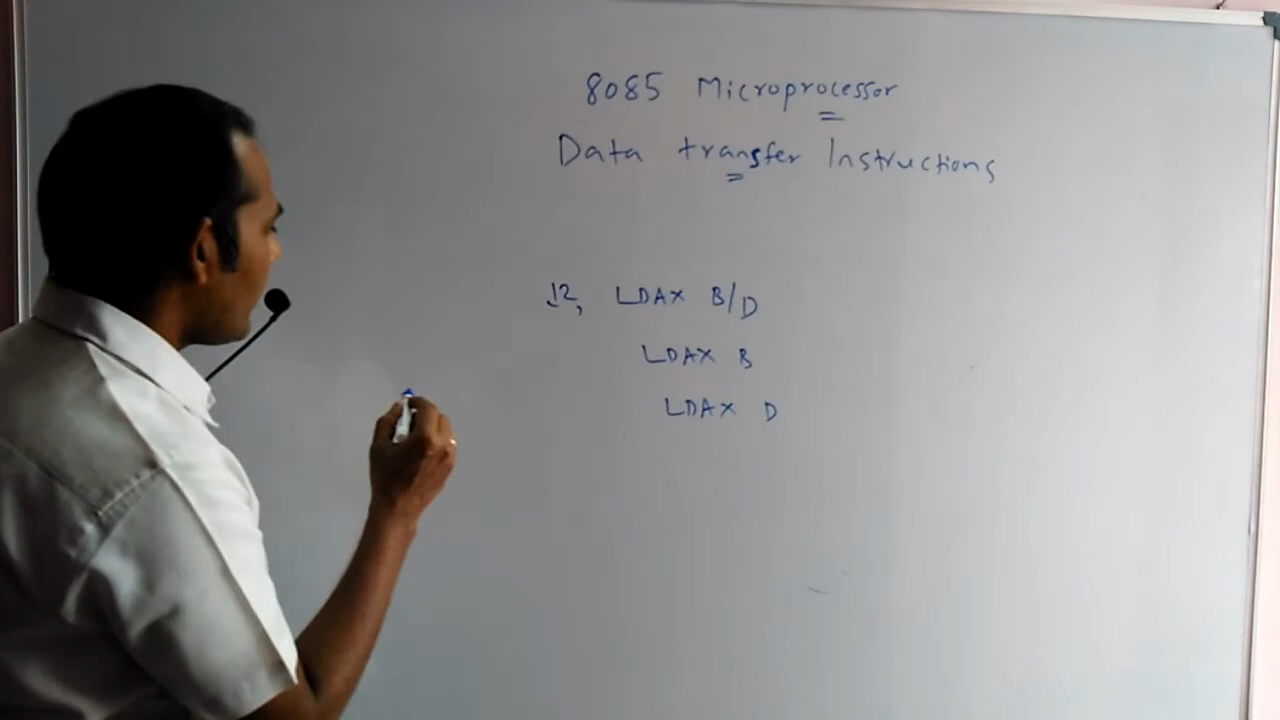 8085 Microprocessor
Data transfer Instructions
12, LDAX B/D
LDAX B
LDAX D